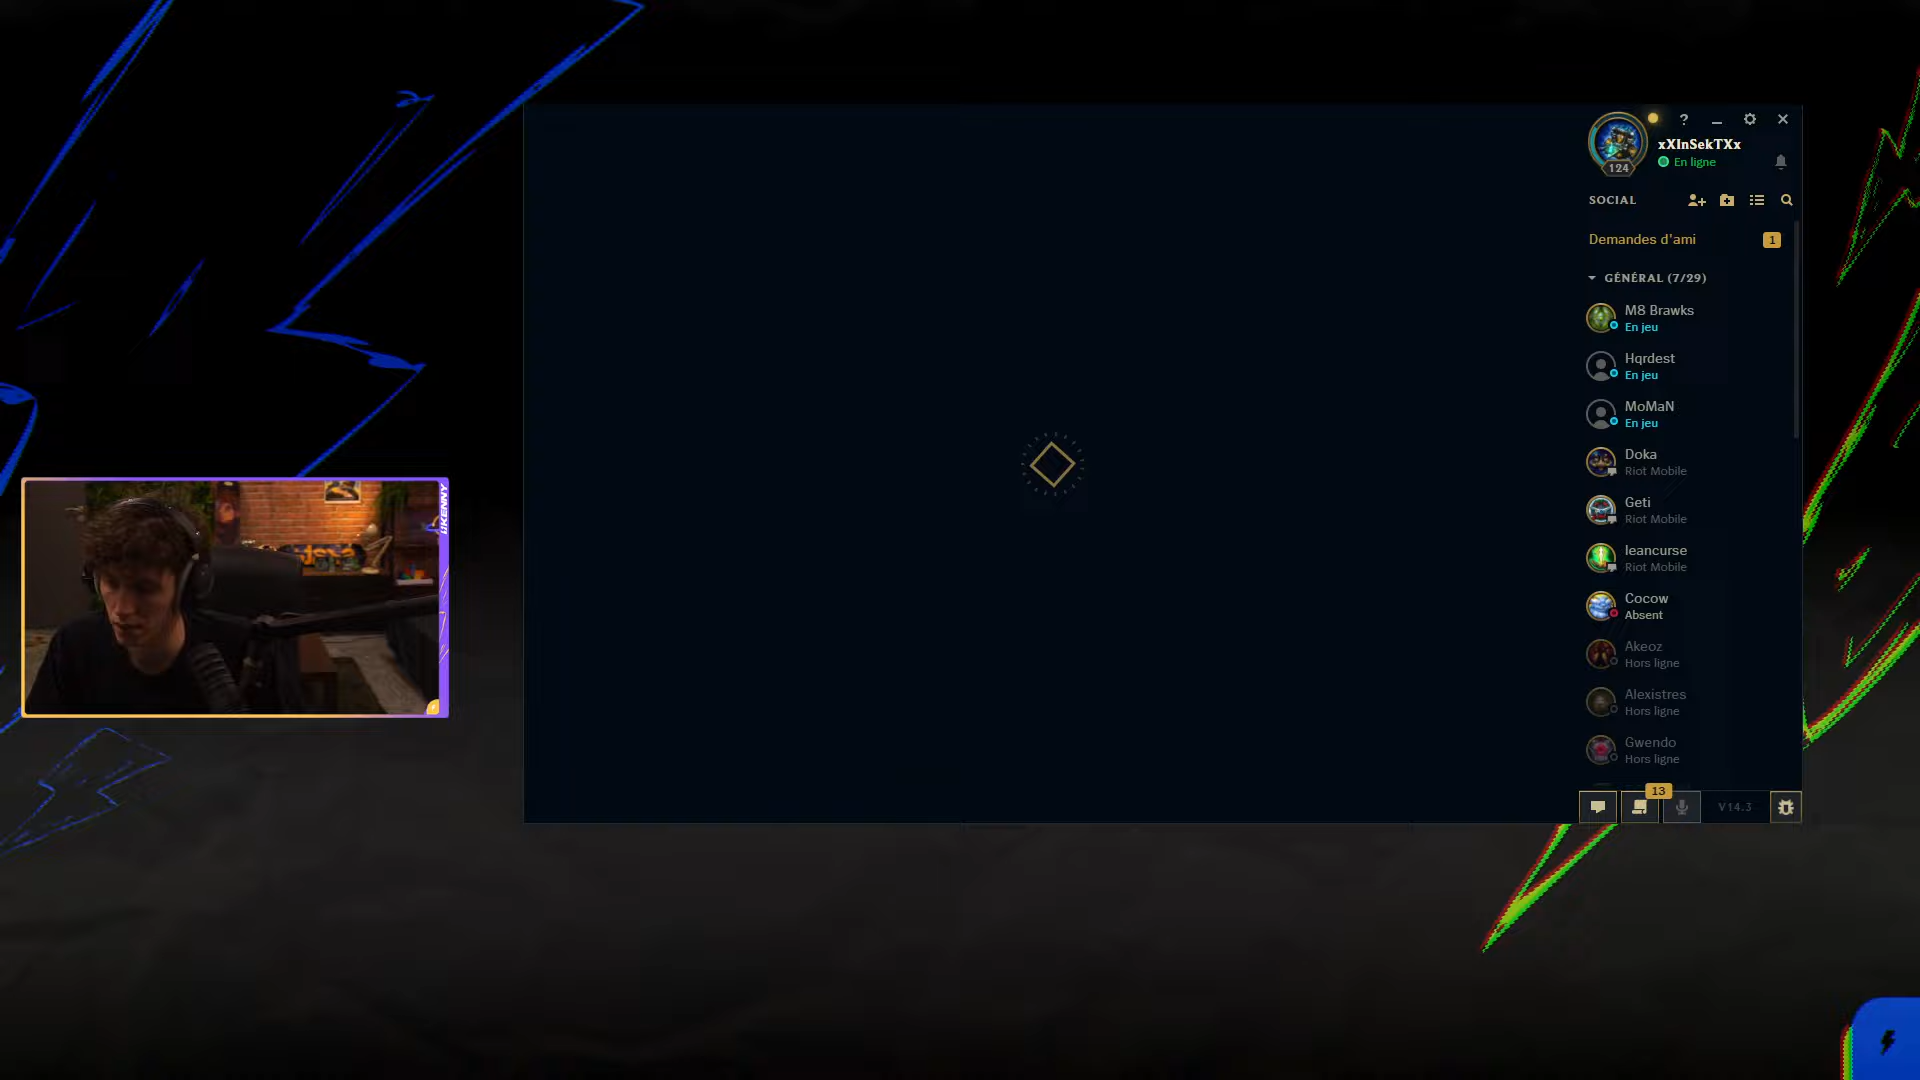 ?
xXInSekTXx
124
En ligne
SOCIAL
Demandes d'ami
1
GÉNÉRAL (7/29)
M8 Brawks
En jeu
Hqrdest
En jeu
MoMaN
En jeu
Doka
Riot Mobile
Geti
Riot Mobile
leancurse
Riot Mobile
Cocow
Absent
Akeoz
Hors ligne
Alexistres
Hors ligne
Gwendo
Hors ligne
13
V14.3